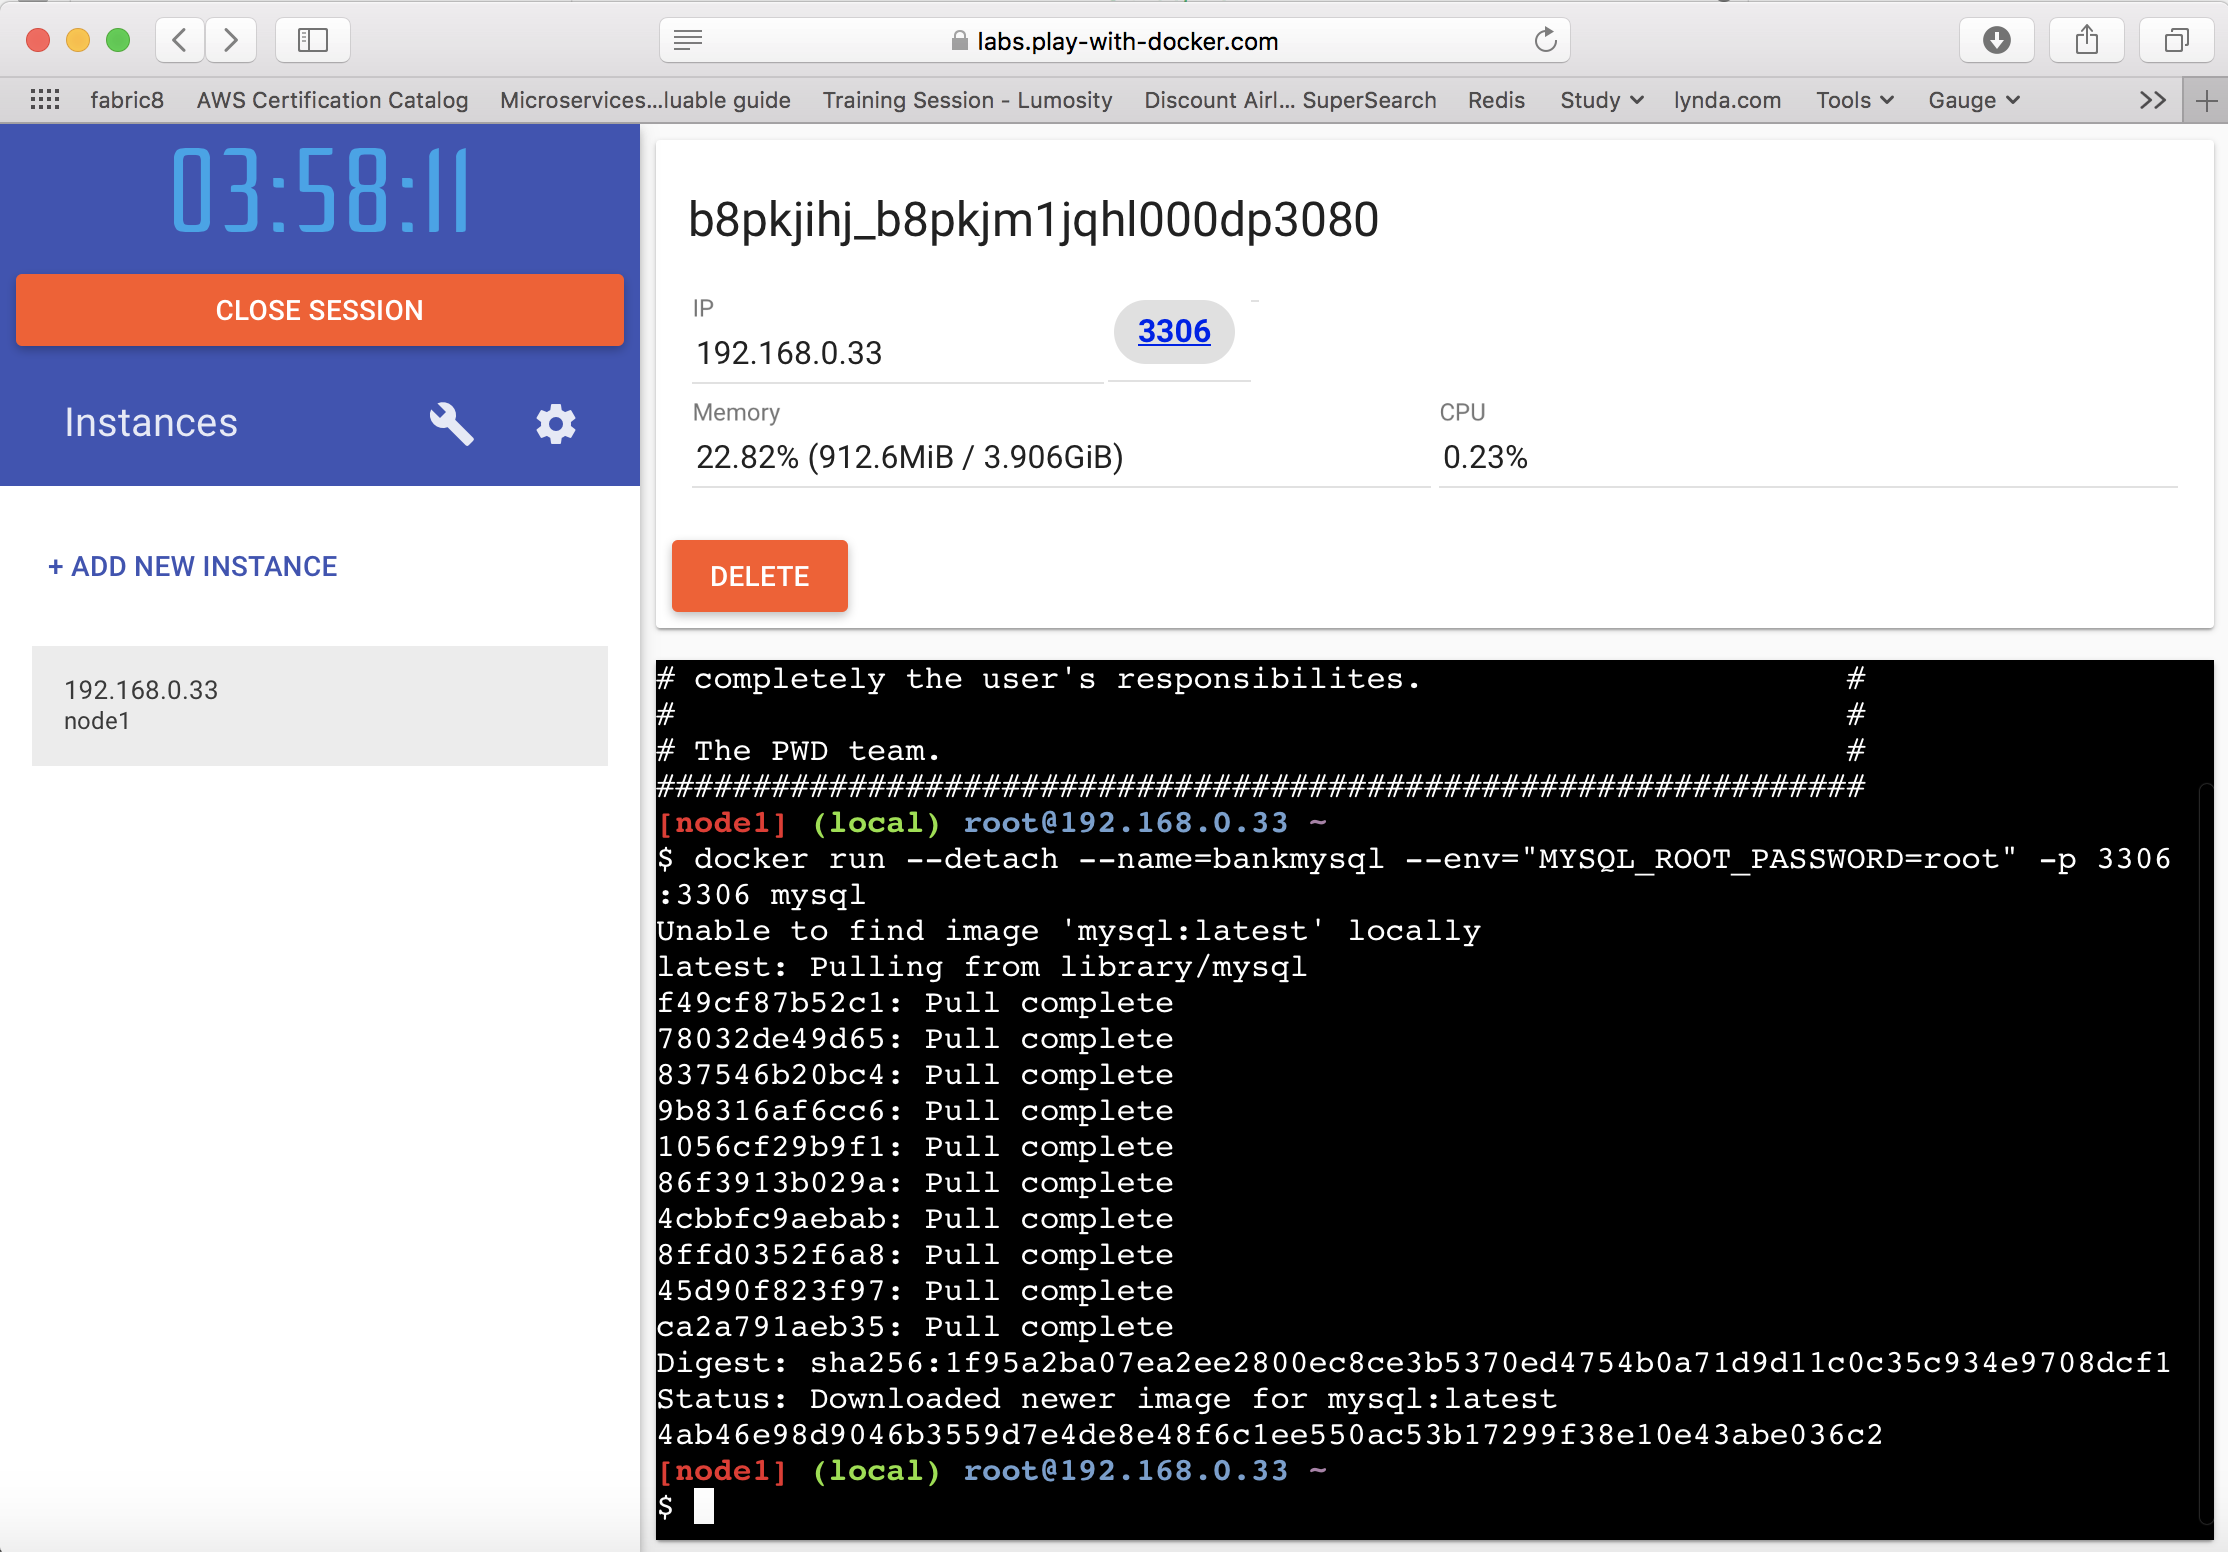 labs.play-with-docker.com
fabric8 AWS Certification Catalog Microservices...luable guide Training Session - Lumosity Discount Airl... SuperSearch Redis Study lynda.com Tools Gauge
03:58:11
CLOSE SESSION
Instances
+ ADD NEW INSTANCE
192.168.0.33
node1
b8pkjihj_b8pkjm1jqhl000dp3080
IP
192.168.0.33
3306
Memory
22.82% (912.6MiB / 3.906GiB)
CPU
0.23%
DELETE
# completely the user's responsibilites. #
# #
# The PWD team. #
###############################################################
[node1] (local) root@192.168.0.33 ~
$ docker run --detach --name=bankmysql --env="MYSQL_ROOT_PASSWORD=root" -p 3306
:3306 mysql
Unable to find image 'mysql:latest' locally
latest: Pulling from library/mysql
f49cf87b52c1: Pull complete
78032de49d65: Pull complete
837546b20bc4: Pull complete
9b8316af6cc6: Pull complete
1056cf29b9f1: Pull complete
86f3913b029a: Pull complete
4cbbfc9aebab: Pull complete
8ffd0352f6a8: Pull complete
45d90f823f97: Pull complete
ca2a791aeb35: Pull complete
Digest: sha256:1f95a2ba07ea2ee2800ec8ce3b5370ed4754b0a71d9d11c0c35c934e9708dcf1
Status: Downloaded newer image for mysql:latest
4ab46e98d9046b3559d7e4de8e48f6c1ee550ac53b17299f38e10e43abe036c2
[node1] (local) root@192.168.0.33 ~
$